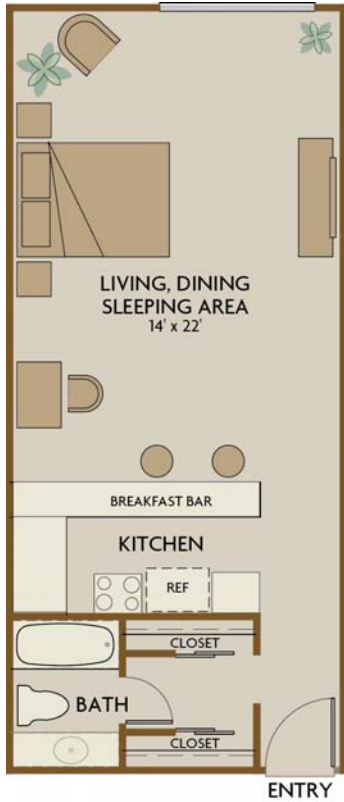 LIVING, DINING
SLEEPING AREA
14' x 22'
BREAKFAST BAR
KITCHEN
REF
CLOSET
BATH
CLOSET
ENTRY